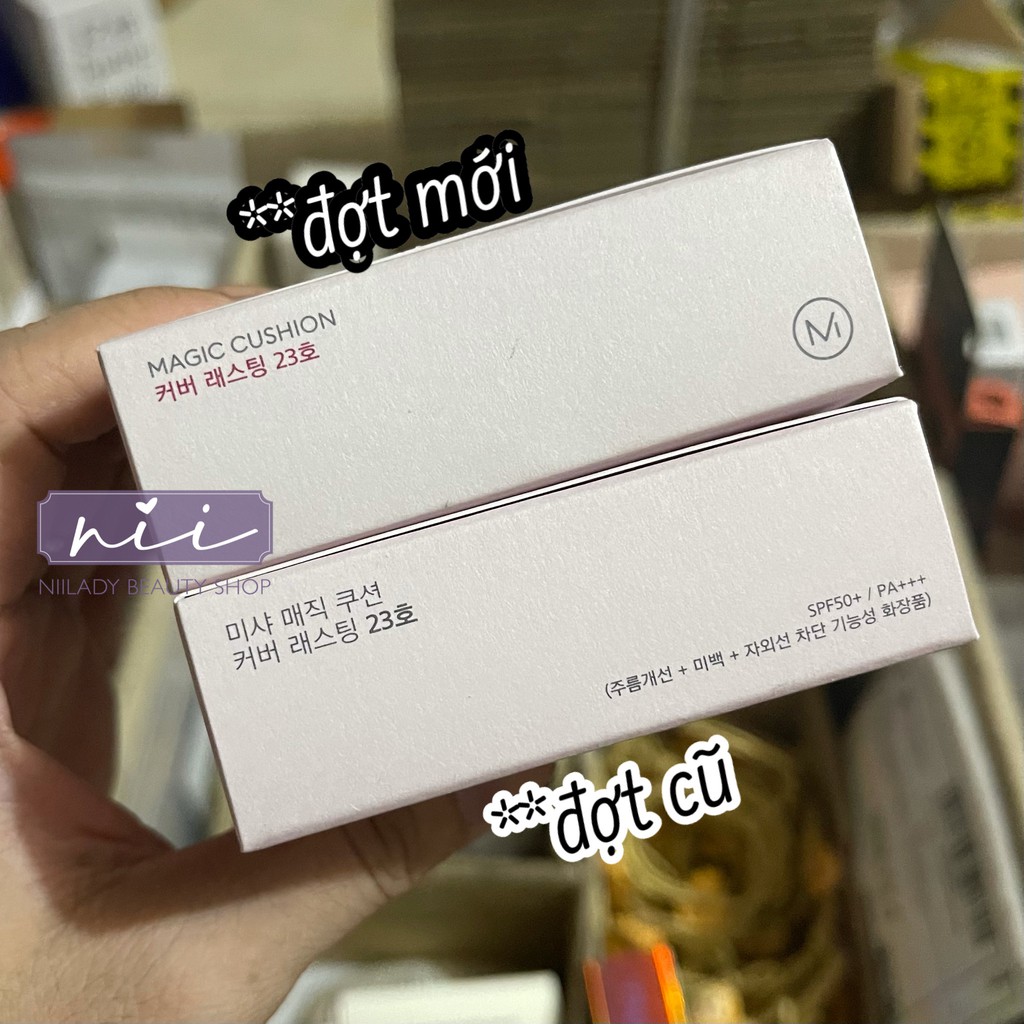 **đợt mới
MAGIC CUSHION
커버 래스팅 23호
M
nii
NIILADY BEAUTY SHOP
미샤 매직 쿠션
커버 래스팅 23호
SPF50+ / PA+++
(주름개선 + 미백 + 자외선 차단 기능성 화장품)
**đợt cũ